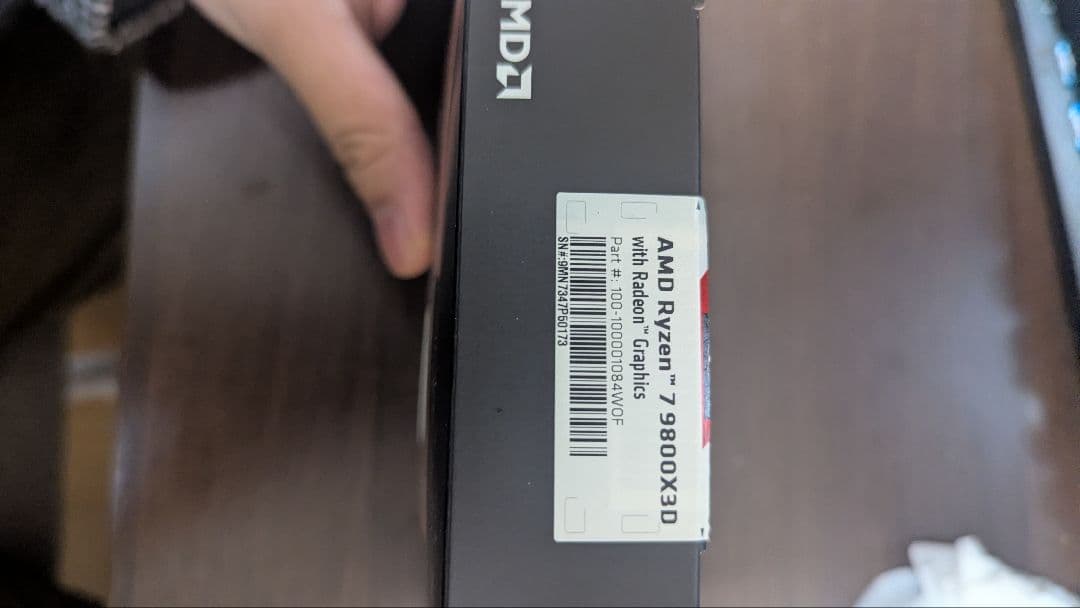 AMD
AMD Ryzen™ 7 9800X3D
with Radeon™ Graphics
Part #: 100-100001084WOF
SN#:9MN7347P60173